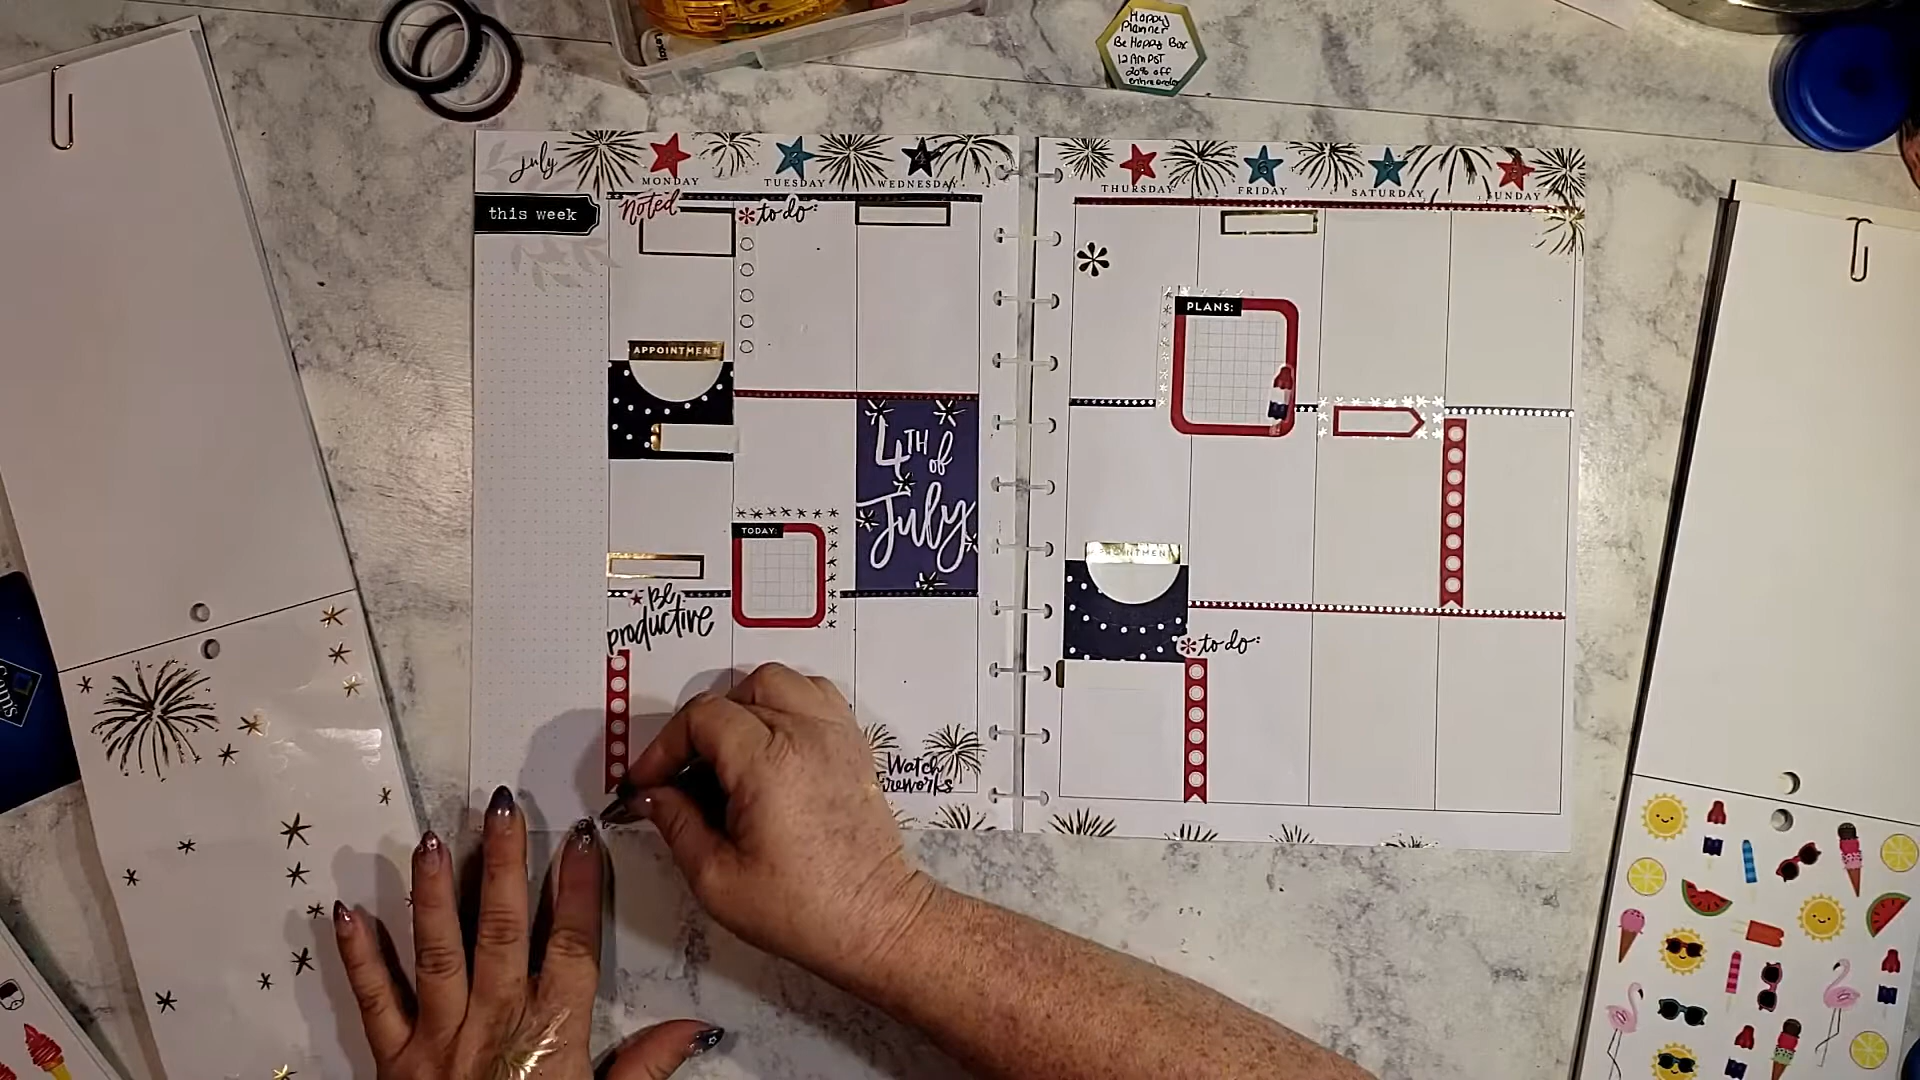 Happy
Planner
Be Happy Box
12 Am PST
20% off
entire order
july
MONDAY
TUESDAY
WEDNESDAY
THURSDAY
FRIDAY
SATURDAY
SUNDAY
this week
Noted
to do:
APPOINTMENT
4TH
of
July
TODAY:
Be
productive
Watch
Fireworks
PLANS:
APPOINTMENT
to do:
Sam's